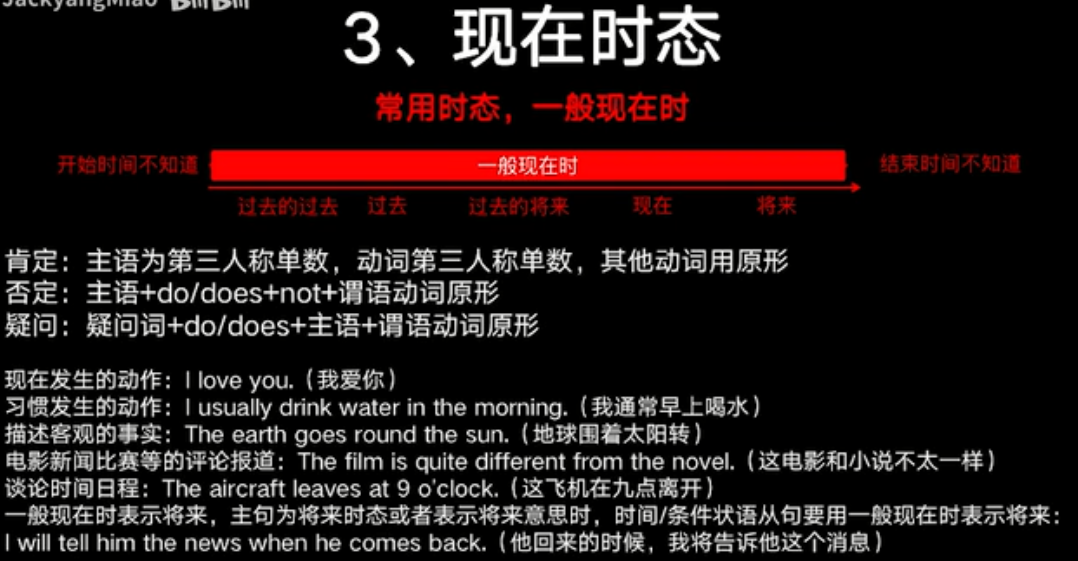 JackyangMiao bilibili
3、现在时态
常用时态，一般现在时
开始时间不知道 一般现在时 结束时间不知道
过去的过去 过去 过去的将来 现在 将来
肯定：主语为第三人称单数，动词第三人称单数，其他动词用原形
否定：主语+do/does+not+谓语动词原形
疑问：疑问词+do/does+主语+谓语动词原形
现在发生的动作：I love you.（我爱你）
习惯发生的动作：I usually drink water in the morning.（我通常早上喝水）
描述客观的事实：The earth goes round the sun.（地球围着太阳转）
电影新闻比赛等的评论报道：The film is quite different from the novel.（这电影和小说不太一样）
谈论时间日程：The aircraft leaves at 9 o'clock.（这飞机在九点离开）
一般现在时表示将来，主句为将来时态或者表示将来意思时，时间/条件状语从句要用一般现在时表示将来：
I will tell him the news when he comes back.（他回来的时候，我将告诉他这个消息）